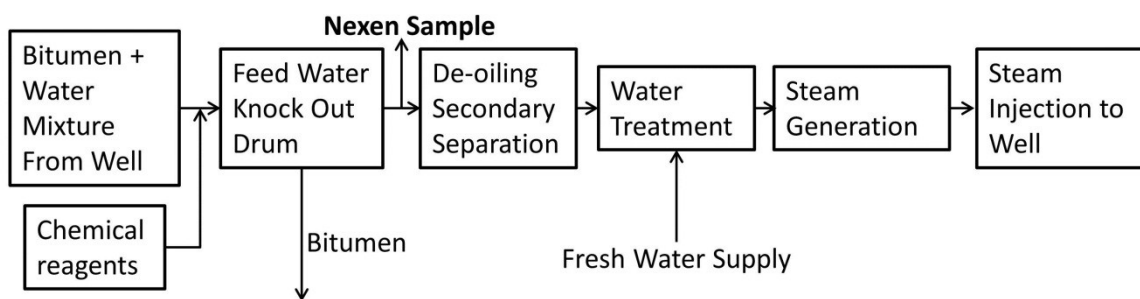 Nexen Sample
Bitumen +
Water
Mixture
From Well
Feed Water
Knock Out
Drum
De-oiling
Secondary
Separation
Water
Treatment
Steam
Generation
Steam
Injection to
Well
Chemical
reagents
Bitumen
Fresh Water Supply